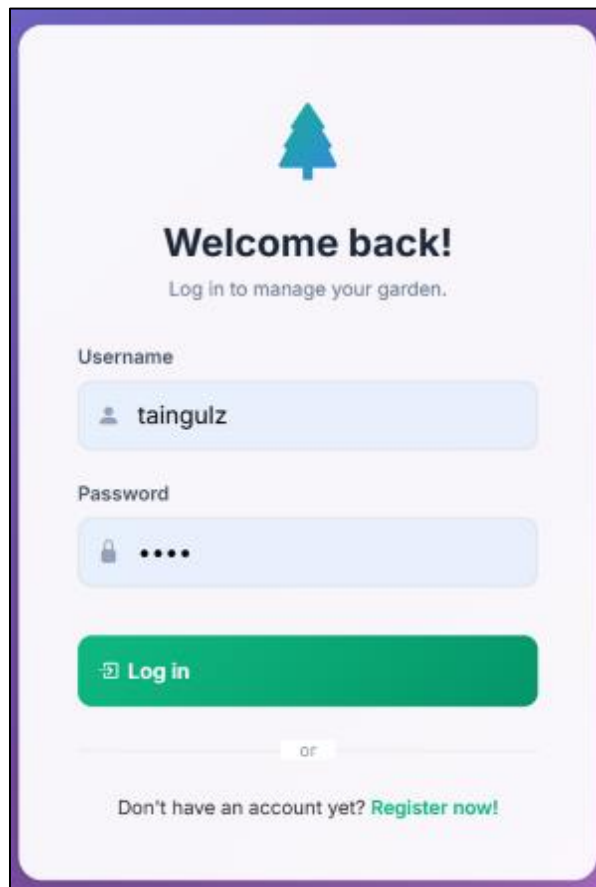 Welcome back!
Log in to manage your garden.
Username
taingulz
Password
••••
Log in
or
Don't have an account yet? Register now!